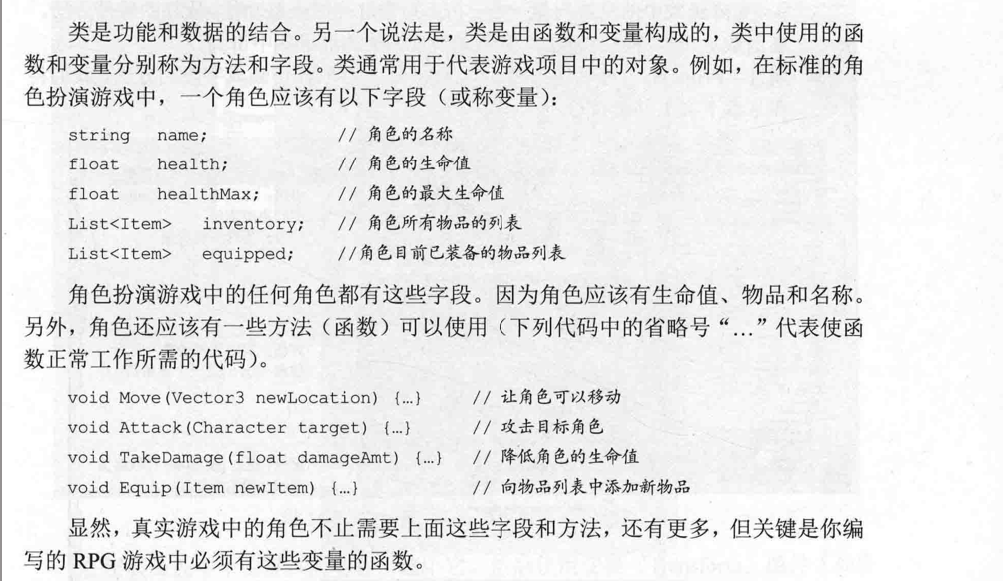 类是功能和数据的结合。另一个说法是，类是由函数和变量构成的，类中使用的函
数和变量分别称为方法和字段。类通常用于代表游戏项目中的对象。例如，在标准的角
色扮演游戏中，一个角色应该有以下字段（或称变量）：
string name; // 角色的名称
float health; // 角色的生命值
float healthMax; // 角色的最大生命值
List<Item> inventory; // 角色所有物品的列表
List<Item> equipped; //角色目前已装备的物品列表
角色扮演游戏中的任何角色都有这些字段。因为角色应该有生命值、物品和名称。
另外，角色还应该有一些方法（函数）可以使用（下列代码中的省略号“…”代表使函
数正常工作所需的代码）。
void Move(Vector3 newLocation) {…} // 让角色可以移动
void Attack(Character target) {…} // 攻击目标角色
void TakeDamage(float damageAmt) {…} // 降低角色的生命值
void Equip(Item newItem) {…} // 向物品列表中添加新物品
显然，真实游戏中的角色不止需要上面这些字段和方法，还有更多，但关键是你编
写的 RPG 游戏中必须有这些变量的函数。